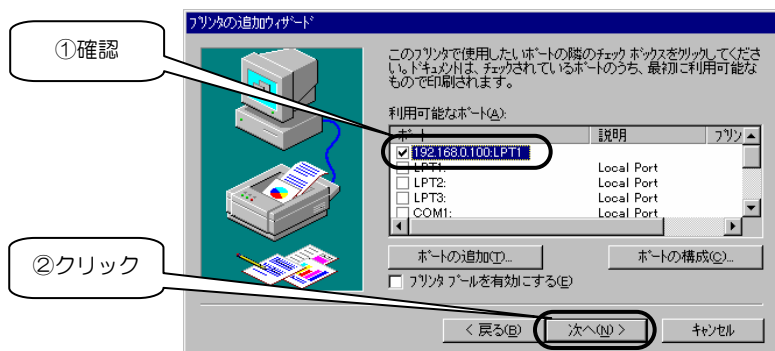 プリンタの追加ウィザード
①確認
このプリンタで使用したいポートの隣のチェック ボックスをクリックしてくださ
い。ドキュメントは、チェックされているポートのうち、最初に利用可能な
もので印刷されます。
利用可能なポート(A):
ポート 説明 プリン
192.168.0.100:LPT1
LPT1: Local Port
LPT2: Local Port
LPT3: Local Port
COM1: Local Port
②クリック
ポートの追加(T)... ポートの構成(C)...
プリンタ プールを有効にする(E)
< 戻る(B) 次へ(N) > キャンセル